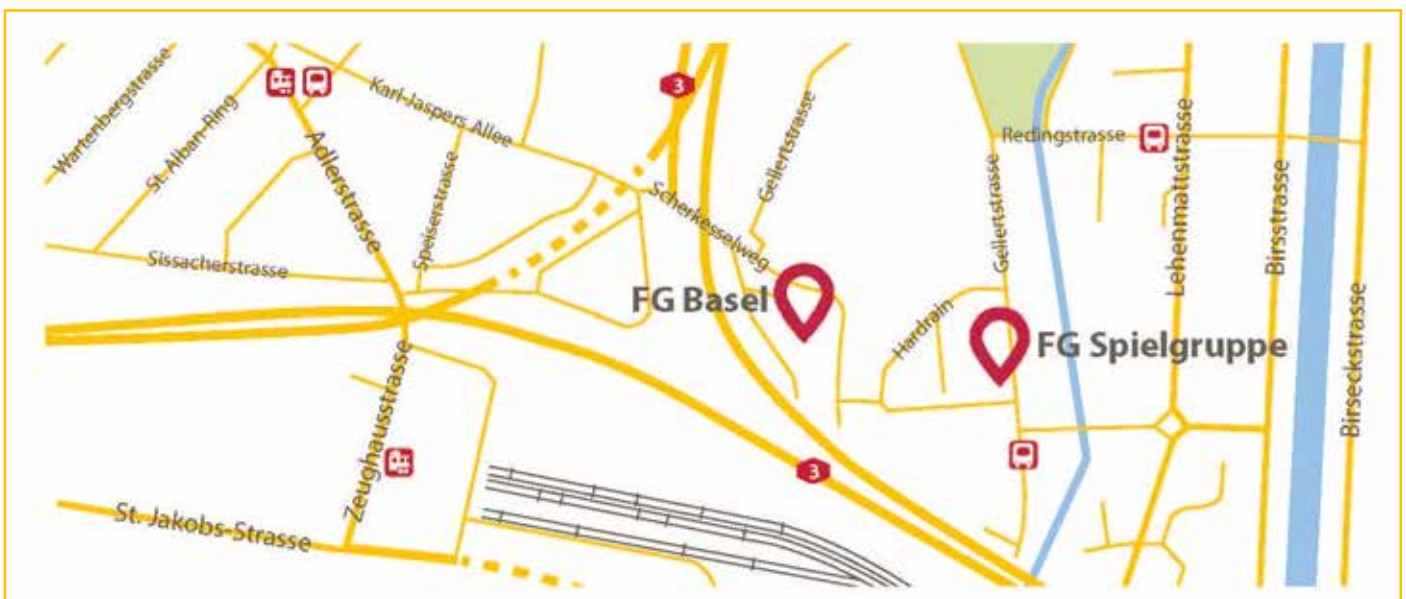 Wartenbergstrasse
St. Alban-Ring
Adlerstrasse
Karl-Jaspers Allee
Speiserstrasse
Sissacherstrasse
3
Scherkesselweg
Gellertstrasse
FG Basel
Hardrain
Gellertstrasse
FG Spielgruppe
Redingstrasse
Lehenmattstrasse
Birsstrasse
Birseckstrasse
Zeughausstrasse
St. Jakobs-Strasse
3